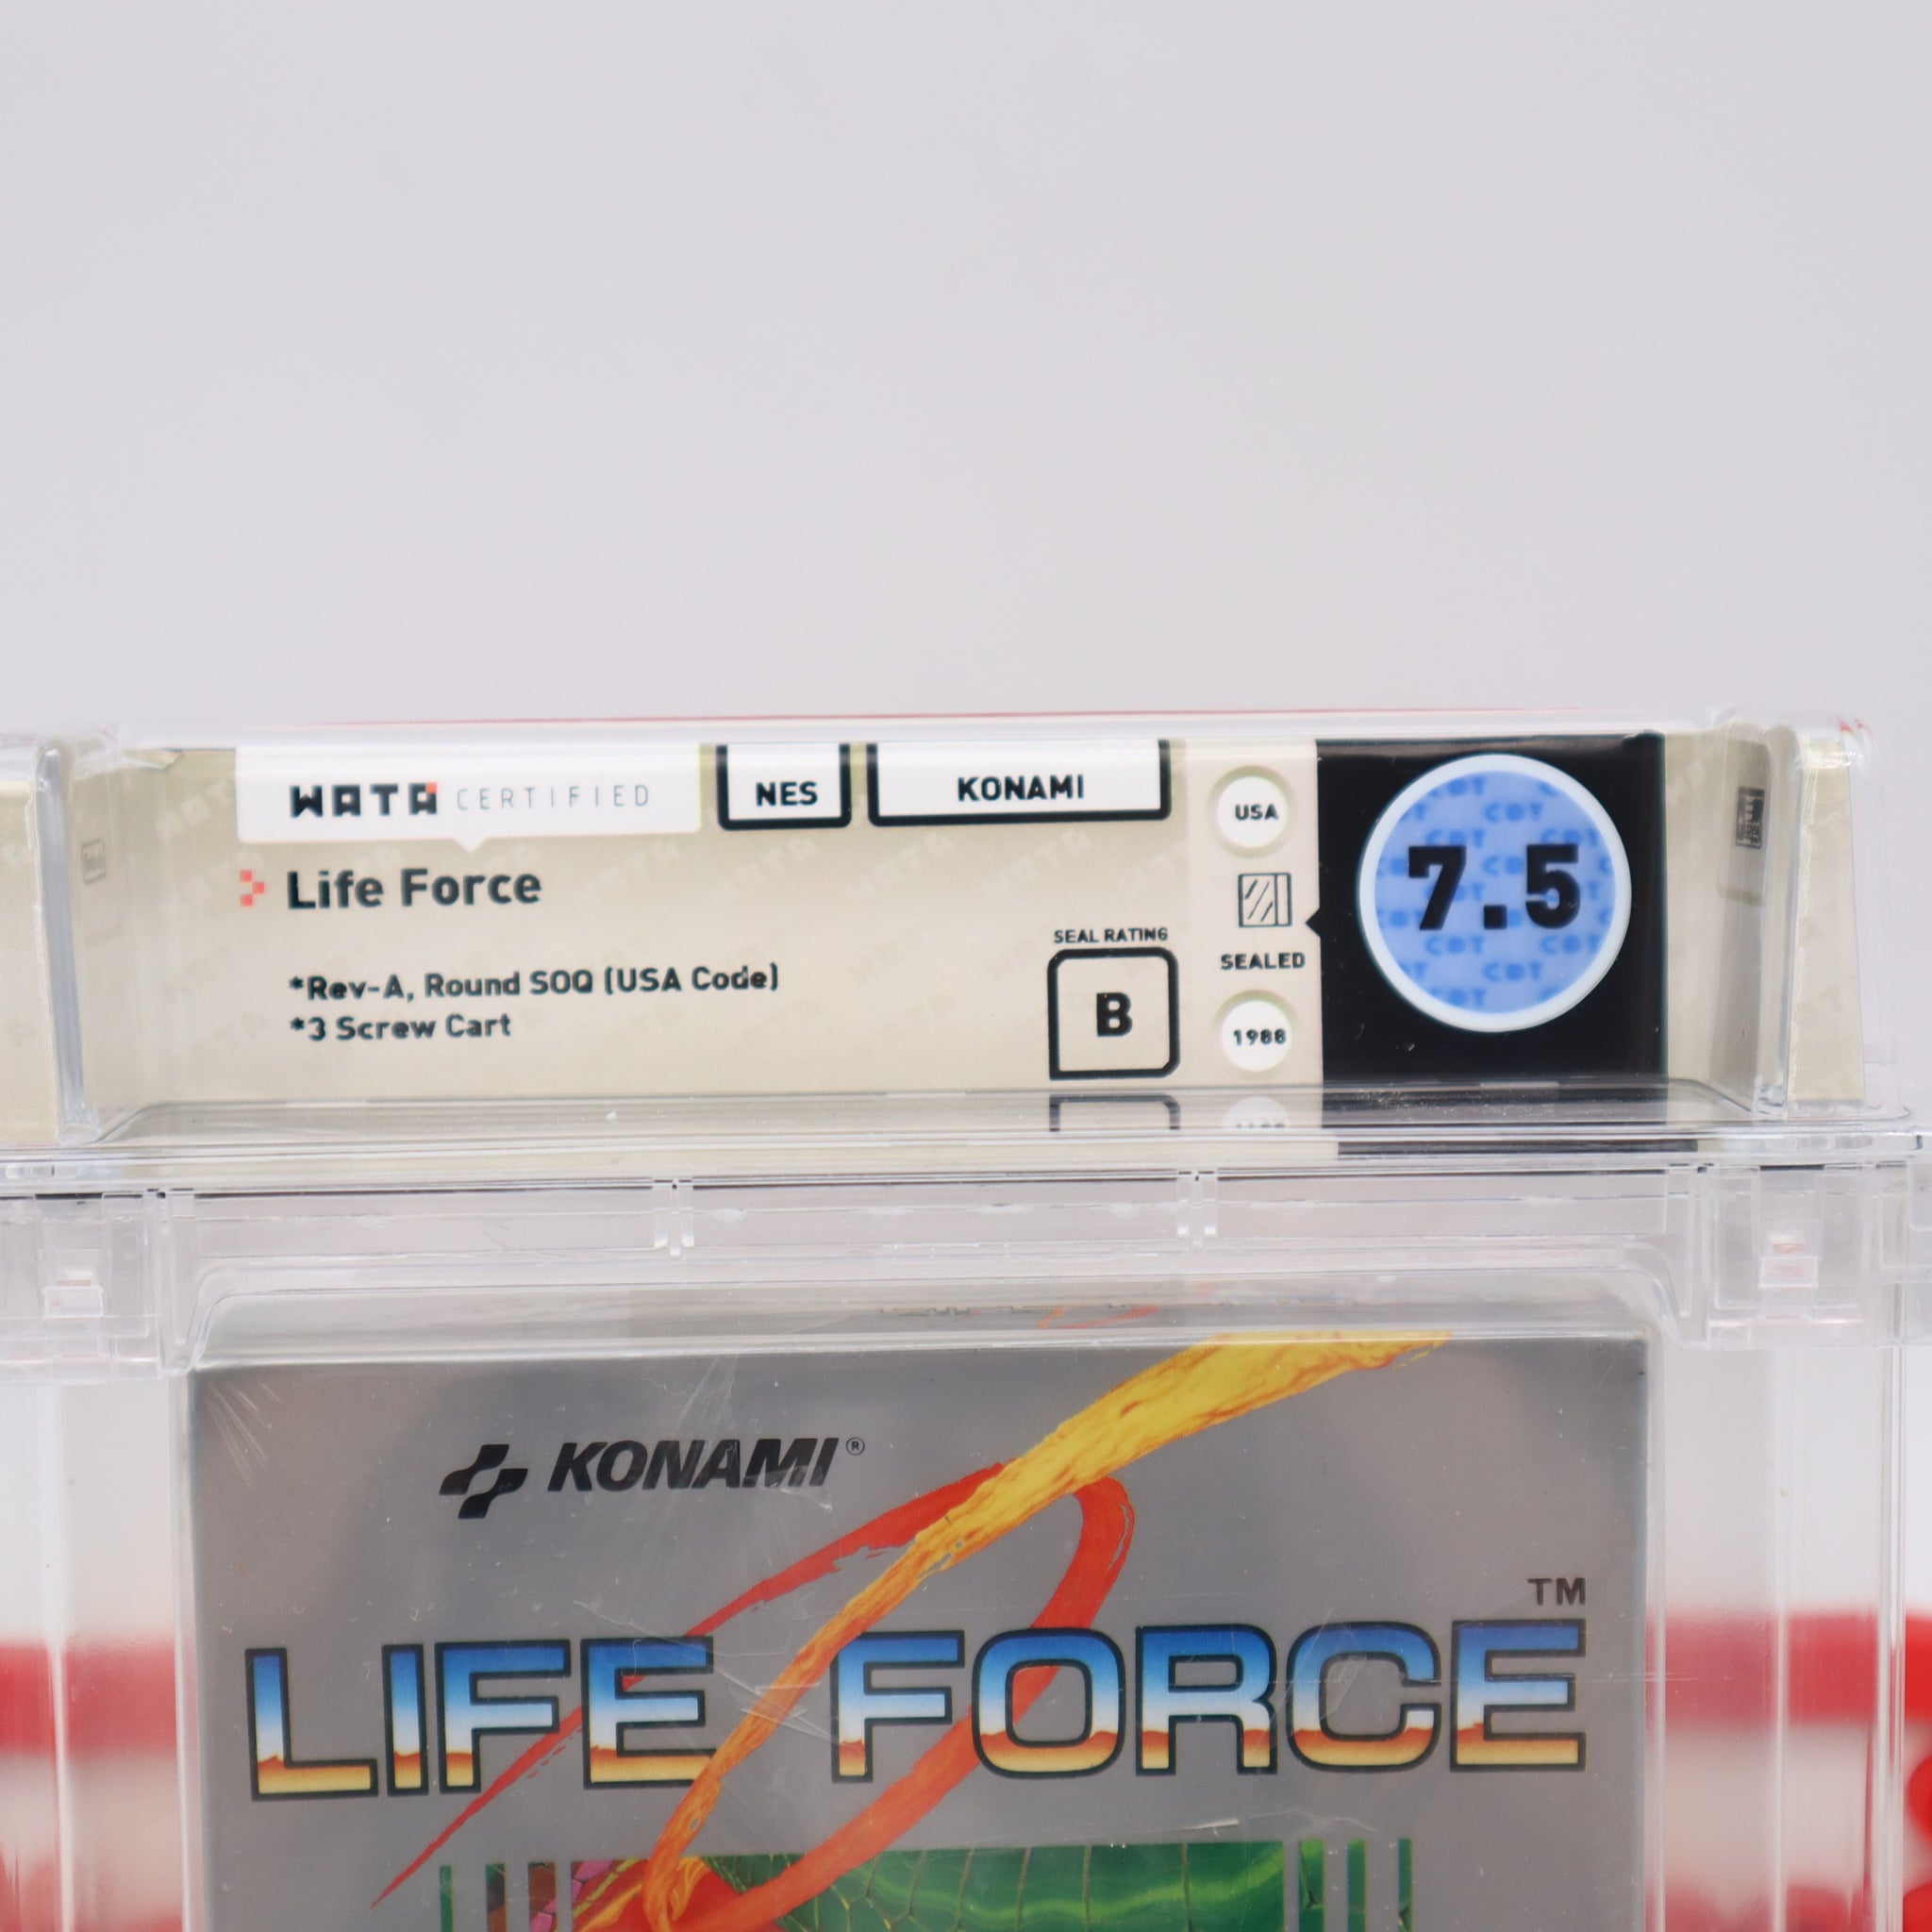 WATA CERTIFIED
NES
KONAMI
Life Force
*Rev-A, Round SOQ (USA Code)
*3 Screw Cart
SEAL RATING
B
USA
SEALED
1988
7.5
KONAMI®
TM
LIFE FORCE